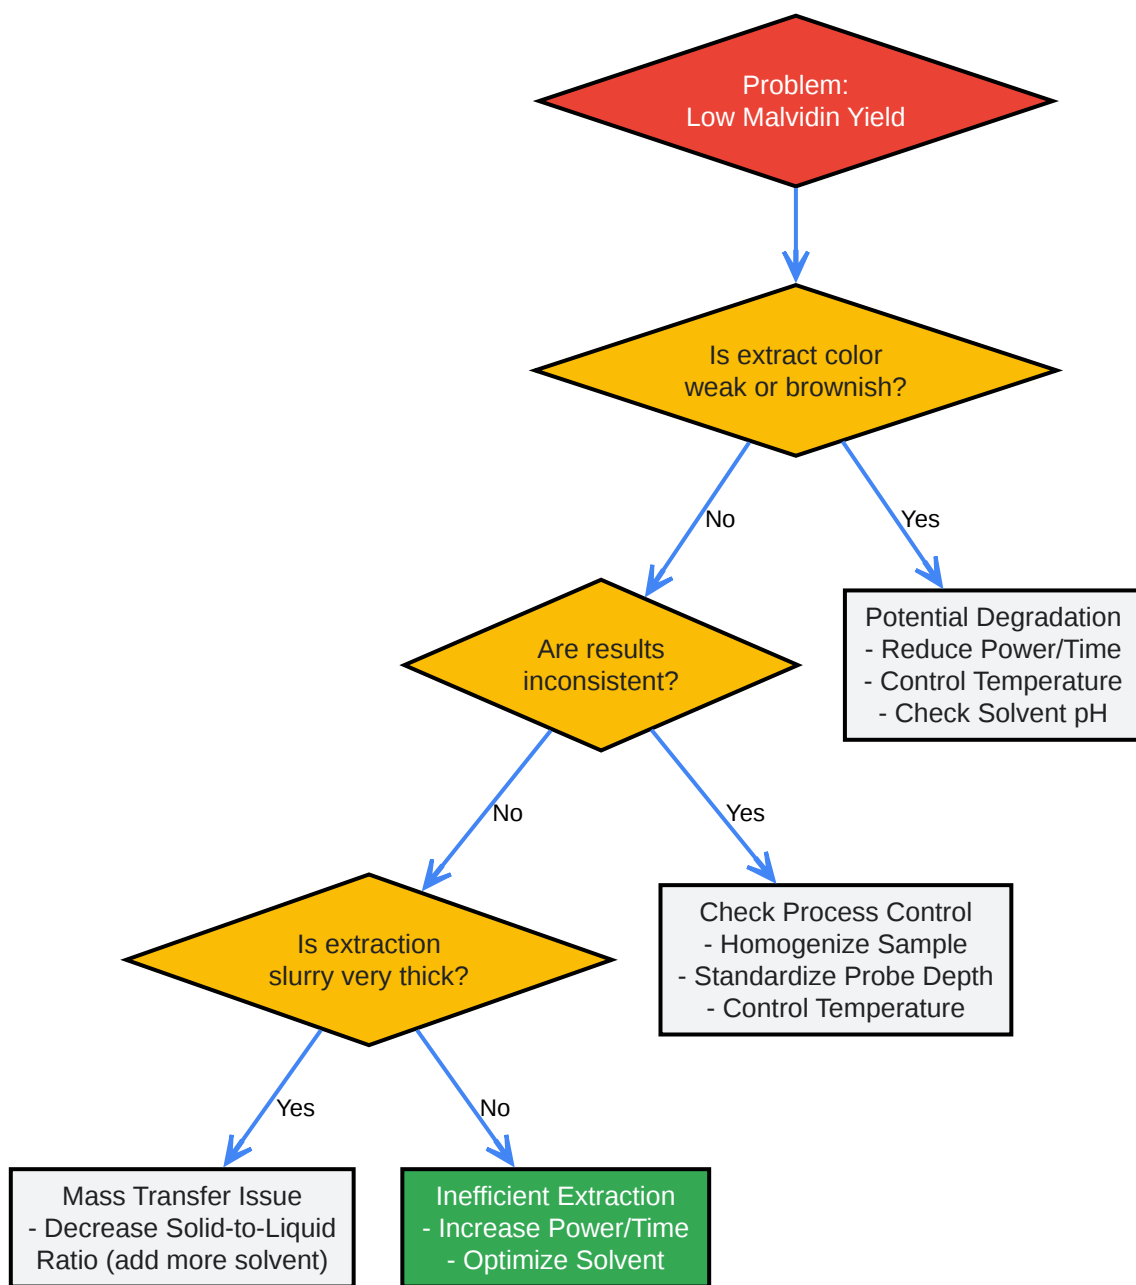 Problem:
Low Malvidin Yield
Is extract color
weak or brownish?
No
Yes
Are results
inconsistent?
Potential Degradation
- Reduce Power/Time
- Control Temperature
- Check Solvent pH
No
Yes
Is extraction
slurry very thick?
Check Process Control
- Homogenize Sample
- Standardize Probe Depth
- Control Temperature
Yes
No
Mass Transfer Issue
- Decrease Solid-to-Liquid
Ratio (add more solvent)
Inefficient Extraction
- Increase Power/Time
- Optimize Solvent